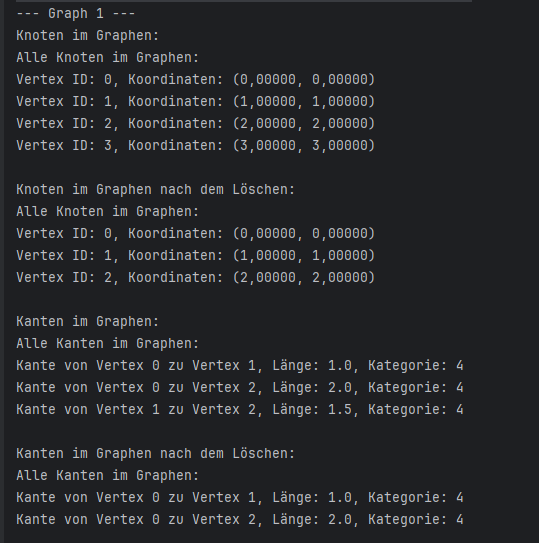 --- Graph 1 ---
Knoten im Graphen:
Alle Knoten im Graphen:
Vertex ID: 0, Koordinaten: (0,00000, 0,00000)
Vertex ID: 1, Koordinaten: (1,00000, 1,00000)
Vertex ID: 2, Koordinaten: (2,00000, 2,00000)
Vertex ID: 3, Koordinaten: (3,00000, 3,00000)
Knoten im Graphen nach dem Löschen:
Alle Knoten im Graphen:
Vertex ID: 0, Koordinaten: (0,00000, 0,00000)
Vertex ID: 1, Koordinaten: (1,00000, 1,00000)
Vertex ID: 2, Koordinaten: (2,00000, 2,00000)
Kanten im Graphen:
Alle Kanten im Graphen:
Kante von Vertex 0 zu Vertex 1, Länge: 1.0, Kategorie: 4
Kante von Vertex 0 zu Vertex 2, Länge: 2.0, Kategorie: 4
Kante von Vertex 1 zu Vertex 2, Länge: 1.5, Kategorie: 4
Kanten im Graphen nach dem Löschen:
Alle Kanten im Graphen:
Kante von Vertex 0 zu Vertex 1, Länge: 1.0, Kategorie: 4
Kante von Vertex 0 zu Vertex 2, Länge: 2.0, Kategorie: 4